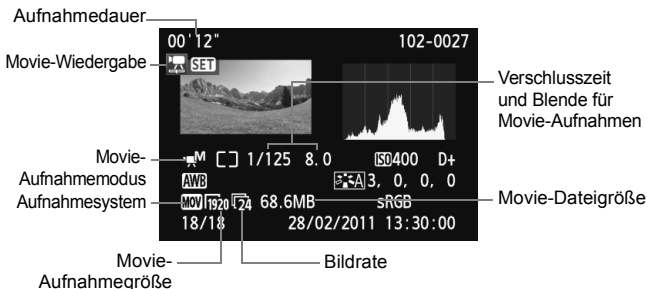 Aufnahmedauer
00'12" 102-0027
Movie-Wiedergabe
SET
Verschlusszeit
und Blende für
Movie-Aufnahmen
Movie-
Aufnahmemodus
M 1/125 8.0 ISO400 D+
AWB A 3, 0, 0, 0
Aufnahmesystem
MOV 1920 24 68.6MB sRGB
Movie-Dateigröße
18/18 28/02/2011 13:30:00
Movie-
Aufnahmegröße
Bildrate